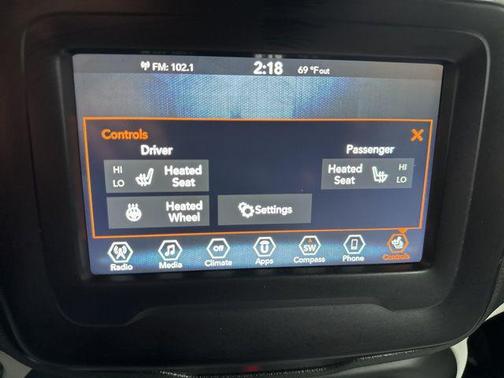 FM: 102.1 2:18 69 °F out
Controls
Driver Passenger
HI Heated Seat LO
Heated Seat HI LO
Heated Wheel
Settings
Off SW
Radio Media Climate Apps Compass Phone Controls